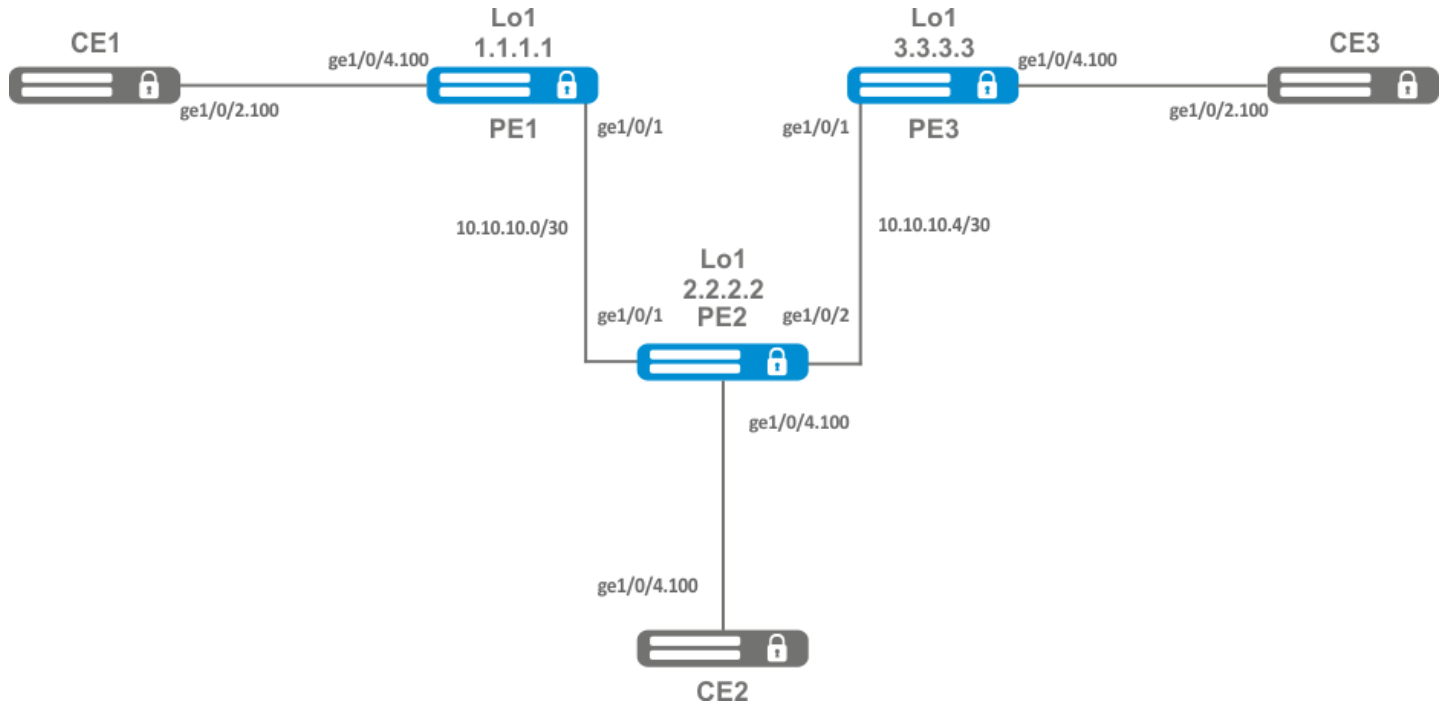 Lo1
1.1.1.1
Lo1
3.3.3.3
CE1
CE3
ge1/0/4.100
ge1/0/4.100
ge1/0/2.100
ge1/0/2.100
PE1
ge1/0/1
ge1/0/1
PE3
10.10.10.0/30
10.10.10.4/30
Lo1
2.2.2.2
PE2
ge1/0/1
ge1/0/2
ge1/0/4.100
ge1/0/4.100
CE2